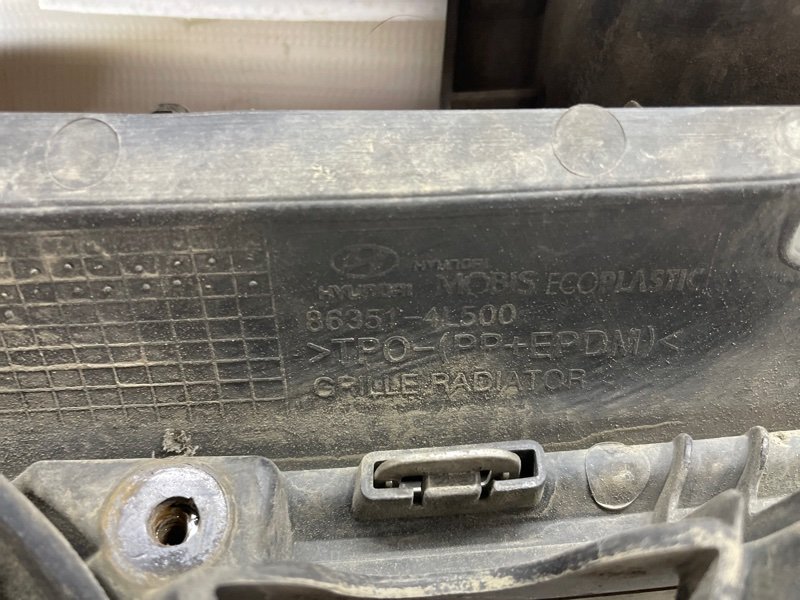 HYUNDAI HYUNDAI MOBIS ECOPLASTIC
86351-4L500
>TPO-(PP+EPDM)<
GRILLE RADIATOR